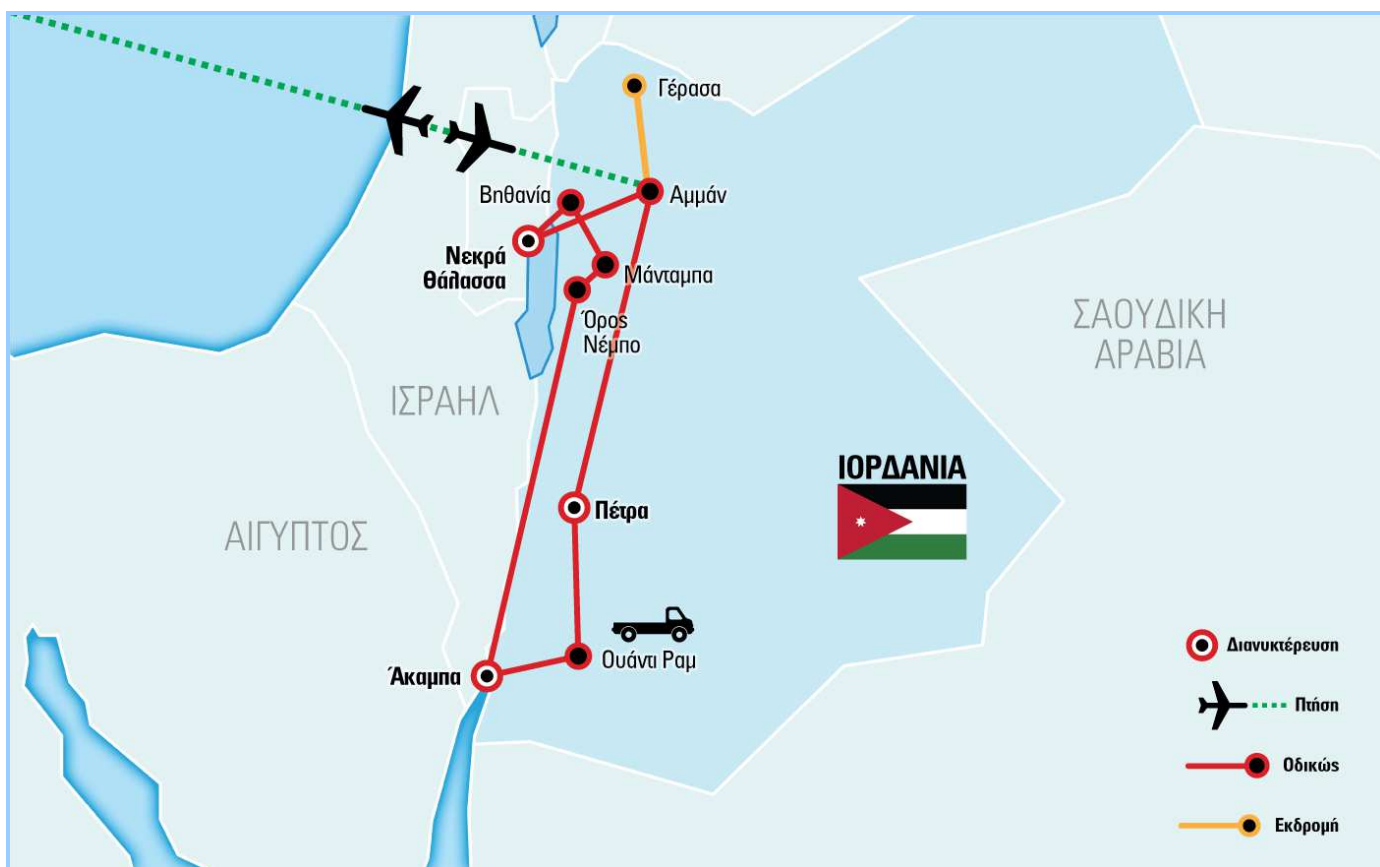 Γέρασα
Βηθανία
Αμμάν
Νεκρά
θάλασσα
Μάνταμπα
Όρος
Νέμπο
ΣΑΟΥΔΙΚΗ
ΑΡΑΒΙΑ
ΙΣΡΑΗΛ
ΙΟΡΔΑΝΙΑ
Πέτρα
ΑΙΓΥΠΤΟΣ
Ουάντι Ραμ
Άκαμπα
Διανυκτέρευση
Πτήση
Οδικώς
Εκδρομή